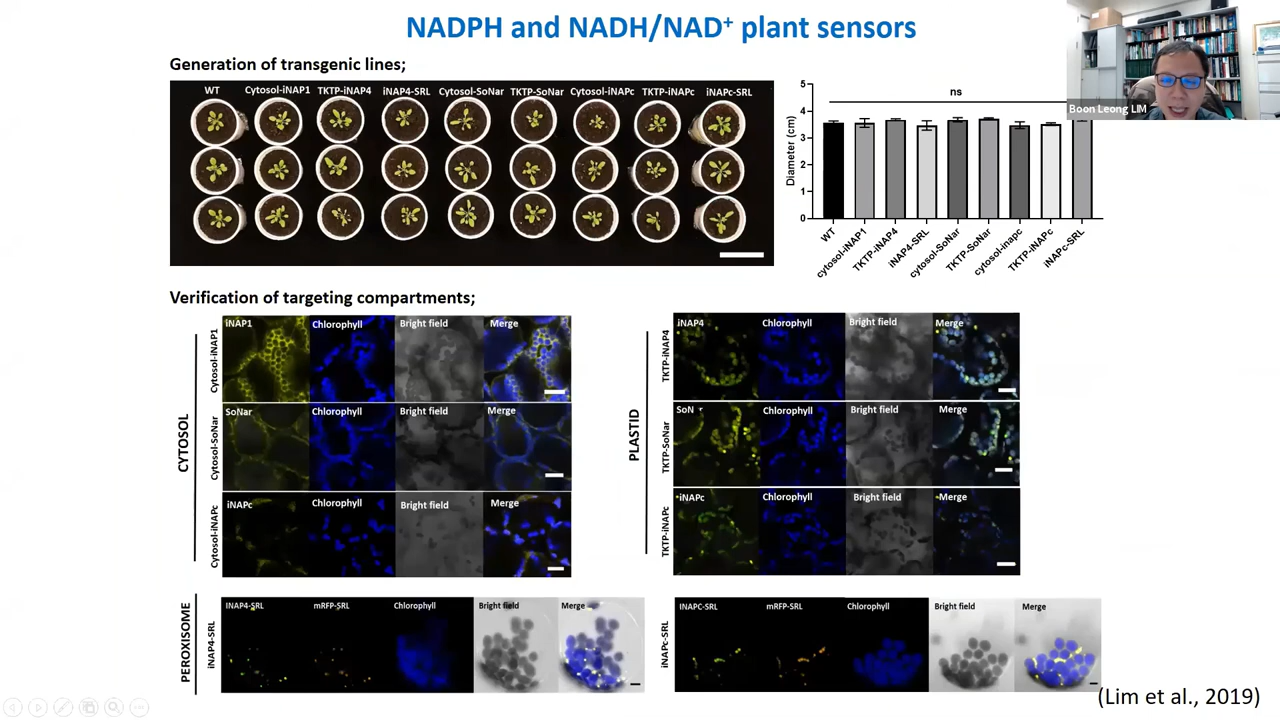 NADPH and NADH/NAD⁺ plant sensors
Boon Leong LIM
Generation of transgenic lines;
WT Cytosol-iNAP1 TKTP-iNAP4 iNAP4-SRL Cytosol-SoNar TKTP-SoNar Cytosol-iNAPc TKTP-iNAPc iNAPc-SRL
ns
Diameter (cm)
5
4
3
2
1
0
WT cytosol-iNAP1 TKTP-iNAP4 iNAP4-SRL cytosol-SoNar TKTP-SoNar cytosol-inapc TKTP-iNAPc iNAPc-SRL
Verification of targeting compartments;
CYTOSOL
Cytosol-iNAP1
iNAP1 Chlorophyll Bright field Merge
Cytosol-SoNar
SoNar Chlorophyll Bright field Merge
Cytosol-iNAPc
iNAPc Chlorophyll Bright field Merge
PLASTID
TKTP-iNAP4
iNAP4 Chlorophyll Bright field Merge
TKTP-SoNar
SoN r Chlorophyll Bright field Merge
TKTP-iNAPc
iNAPc Chlorophyll Bright field Merge
PEROXISOME
iNAP4-SRL
INAP4-SRL mRFP-SRL Chlorophyll Bright field Merge
iNAPc-SRL
INAPC-SRL mRFP-SRL Chlorophyll Bright field Merge
(Lim et al., 2019)